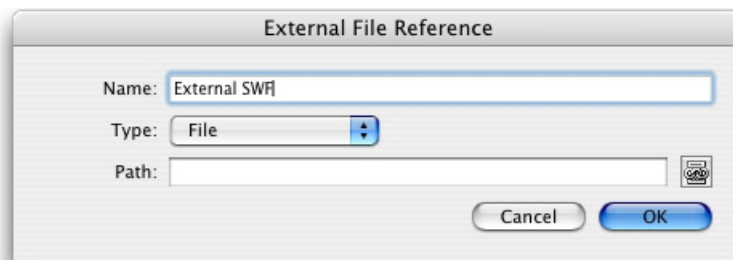 External File Reference
Name: External SWF
Type: File
Path:
Cancel OK